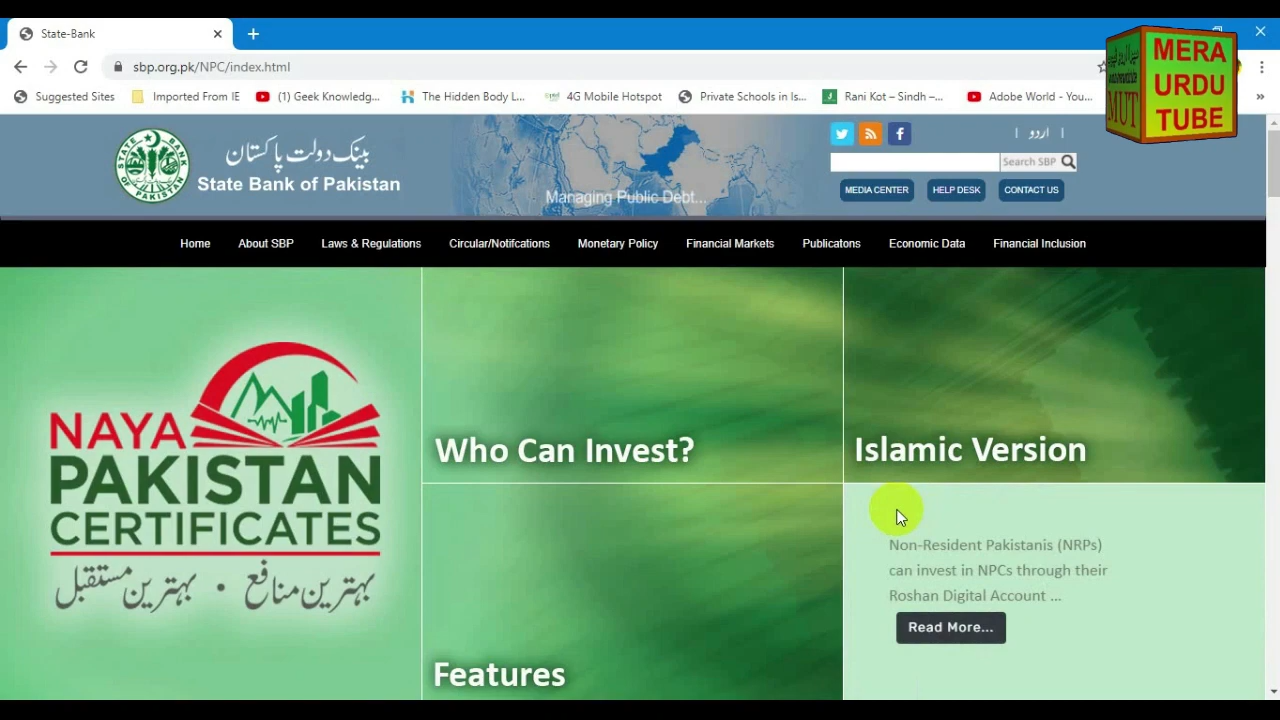 State-Bank
sbp.org.pk/NPC/index.html
Suggested Sites
Imported From IE
(1) Geek Knowledg...
The Hidden Body L...
4G Mobile Hotspot
Private Schools in Is...
Rani Kot – Sindh –...
Adobe World - You...
»
MERA
URDU
TUBE
MUT
بینک دولت پاکستان
State Bank of Pakistan
STATE BANK OF PAKISTAN
Managing Public Debt...
| اردو |
Search SBP
MEDIA CENTER
HELP DESK
CONTACT US
Home
About SBP
Laws & Regulations
Circular/Notifcations
Monetary Policy
Financial Markets
Publicatons
Economic Data
Financial Inclusion
NAYA
PAKISTAN
CERTIFICATES
بہترین منافع • بہترین مستقبل
Who Can Invest?
Islamic Version
Features
Non-Resident Pakistanis (NRPs)
can invest in NPCs through their
Roshan Digital Account ...
Read More...